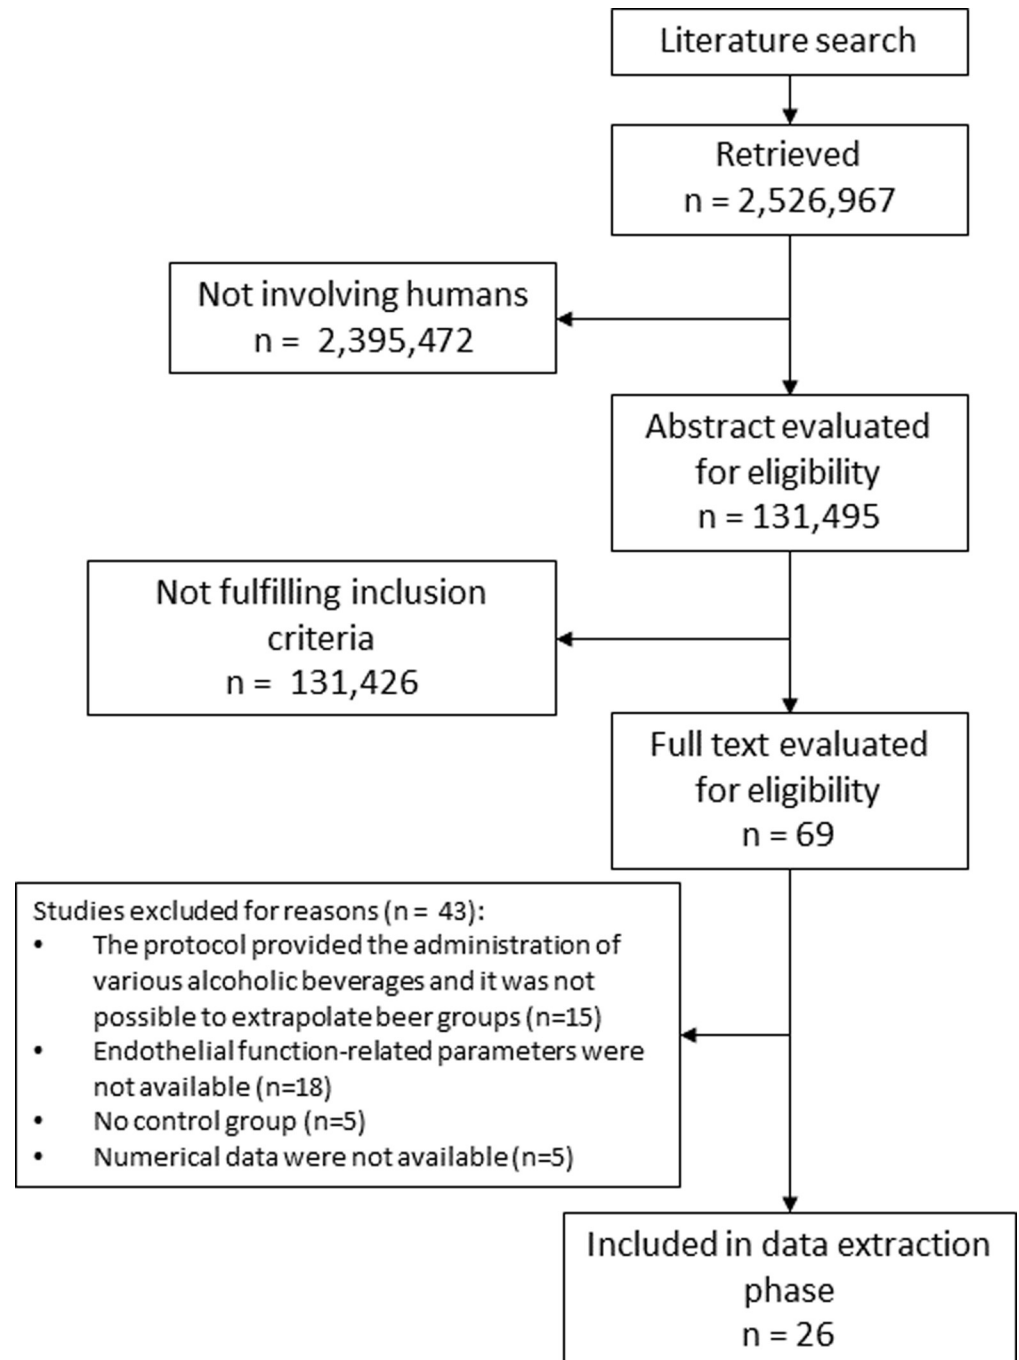 Literature search
Retrieved
n = 2,526,967
Not involving humans
n =  2,395,472
Abstract evaluated
for eligibility
n = 131,495
Not fulfilling inclusion
criteria
n =  131,426
Full text evaluated
for eligibility
n = 69
Studies excluded for reasons (n =  43):
•	The protocol provided the administration of
various alcoholic beverages and it was not
possible to extrapolate beer groups (n=15)
•	Endothelial function-related parameters were
not available (n=18)
•	No control group (n=5)
•	Numerical data were not available (n=5)
Included in data extraction
phase
n = 26